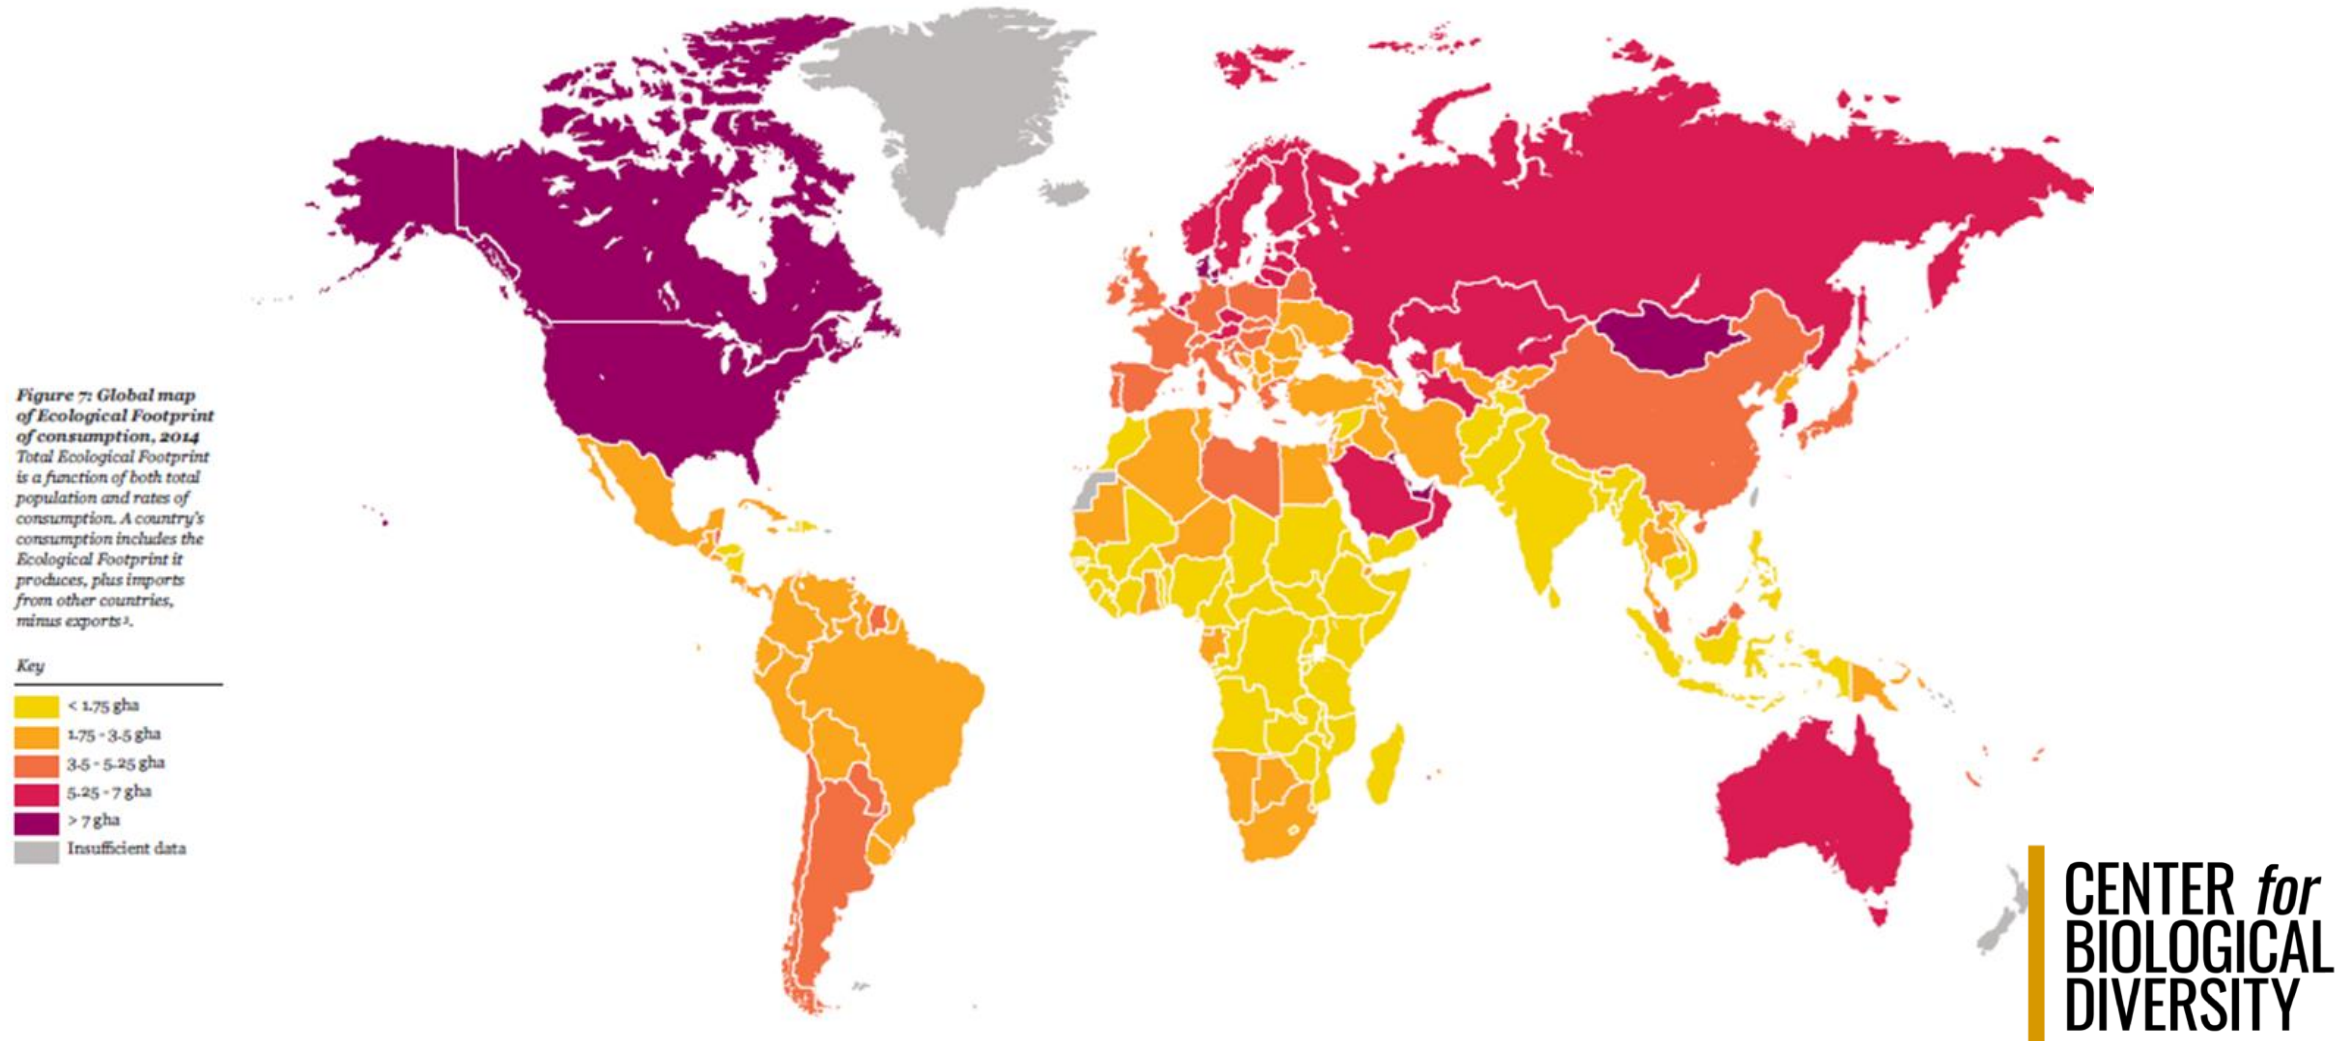 Figure 7: Global map
of Ecological Footprint
of consumption, 2014
Total Ecological Footprint
is a function of both total
population and rates of
consumption. A country's
consumption includes the
Ecological Footprint it
produces, plus imports
from other countries,
minus exports³.
Key
< 1.75 gha
1.75 - 3.5 gha
3.5 - 5.25 gha
5.25 - 7 gha
> 7 gha
Insufficient data
CENTER for
BIOLOGICAL
DIVERSITY